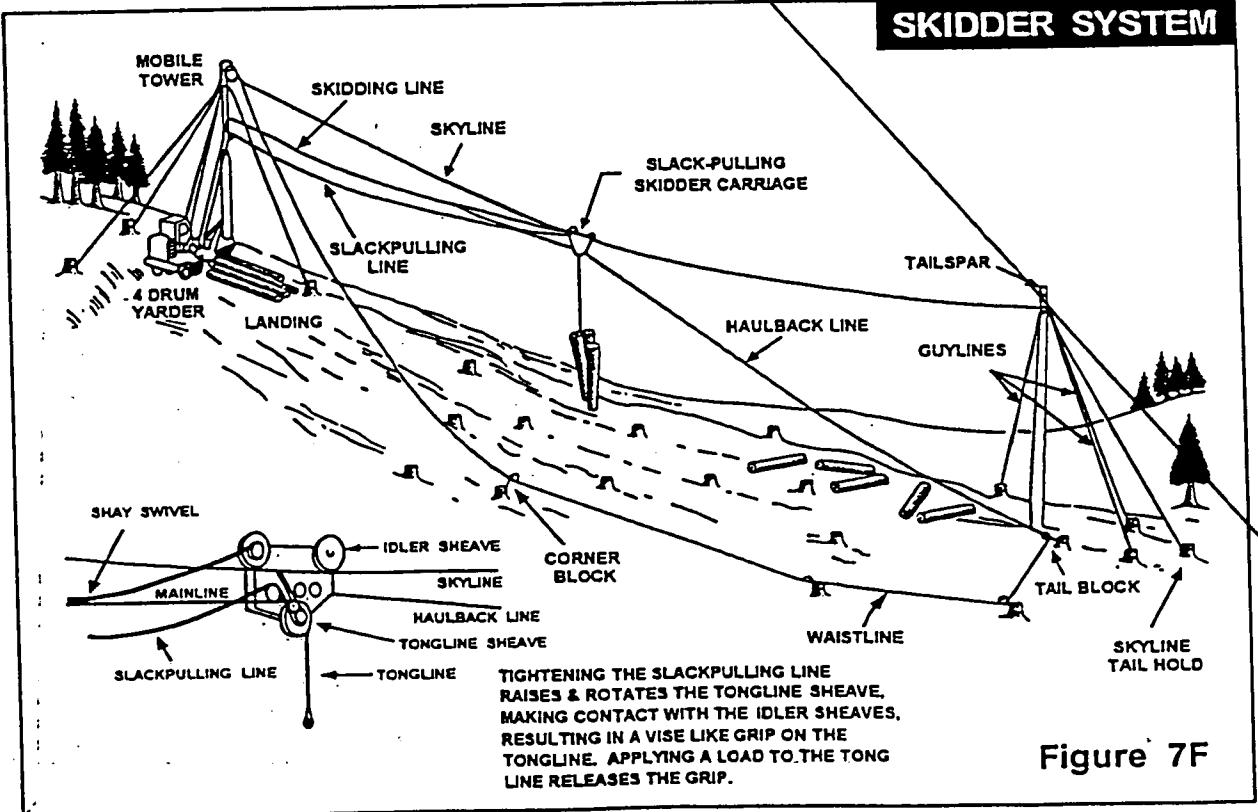 SKIDDER SYSTEM
MOBILE
TOWER
SKIDDING LINE
SKYLINE
SLACK-PULLING
SKIDDER CARRIAGE
SLACKPULLING
LINE
TAILSPAR
4 DRUM
YARDER
LANDING
HAULBACK LINE
GUYLINES
SHAY SWIVEL
IDLER SHEAVE
CORNER
BLOCK
SKYLINE
MAINLINE
TAIL BLOCK
HAULBACK LINE
WAISTLINE
TONGLINE SHEAVE
SKYLINE
TAIL HOLD
SLACKPULLING LINE
TONGLINE
TIGHTENING THE SLACKPULLING LINE
RAISES & ROTATES THE TONGLINE SHEAVE,
MAKING CONTACT WITH THE IDLER SHEAVES,
RESULTING IN A VISE LIKE GRIP ON THE
TONGLINE. APPLYING A LOAD TO THE TONG
LINE RELEASES THE GRIP.
Figure 7F